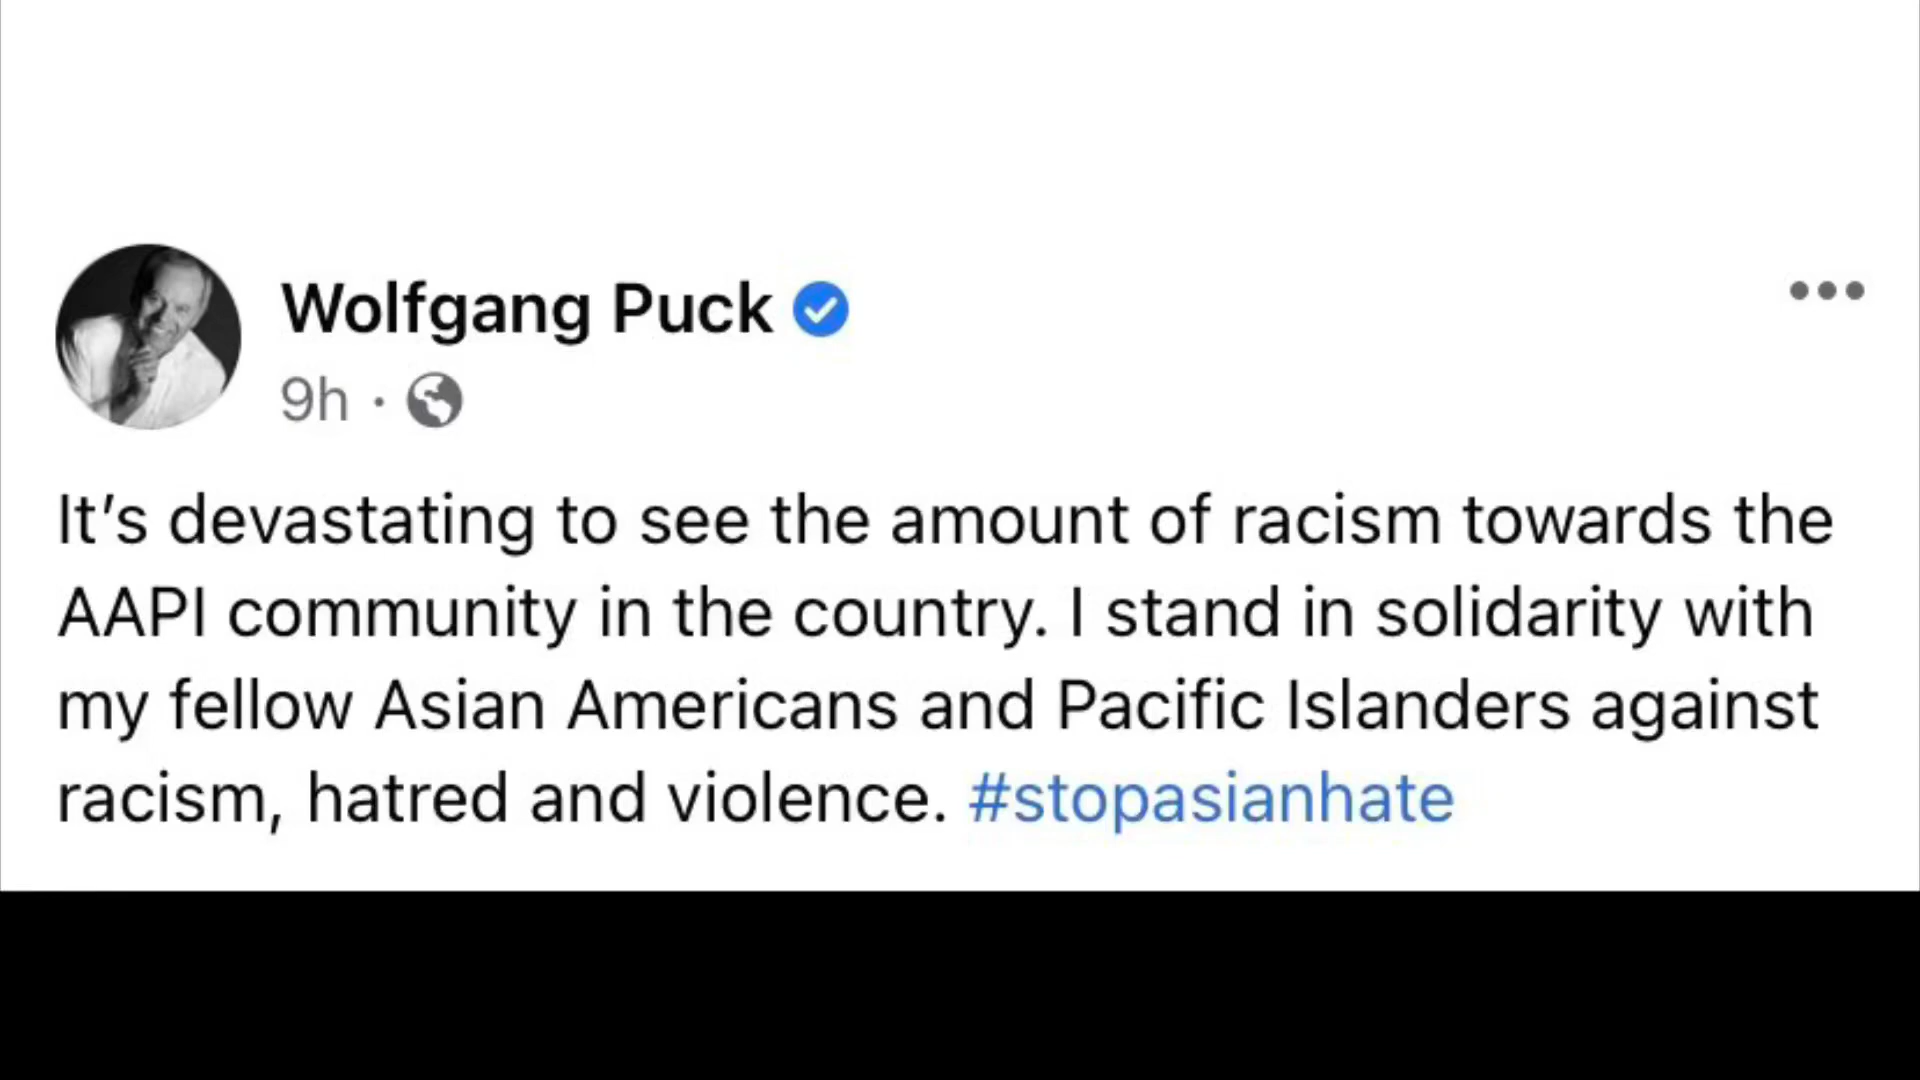 Wolfgang Puck
9h ·
It’s devastating to see the amount of racism towards the
AAPI community in the country. I stand in solidarity with
my fellow Asian Americans and Pacific Islanders against
racism, hatred and violence. #stopasianhate